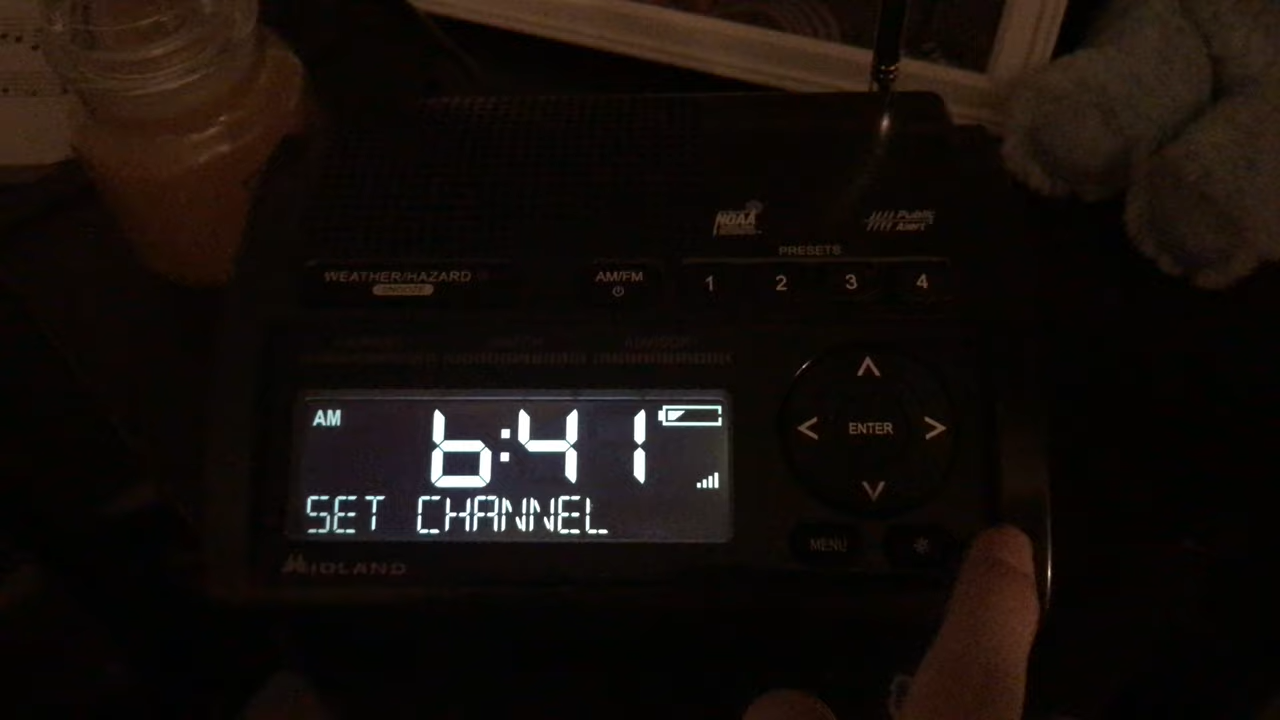 NOAA
Public
Alert
PRESETS
WEATHER/HAZARD
SNOOZE
AM/FM
1 2 3 4
AM
6:41
SET CHANNEL
< ENTER >
MENU
MIDLAND